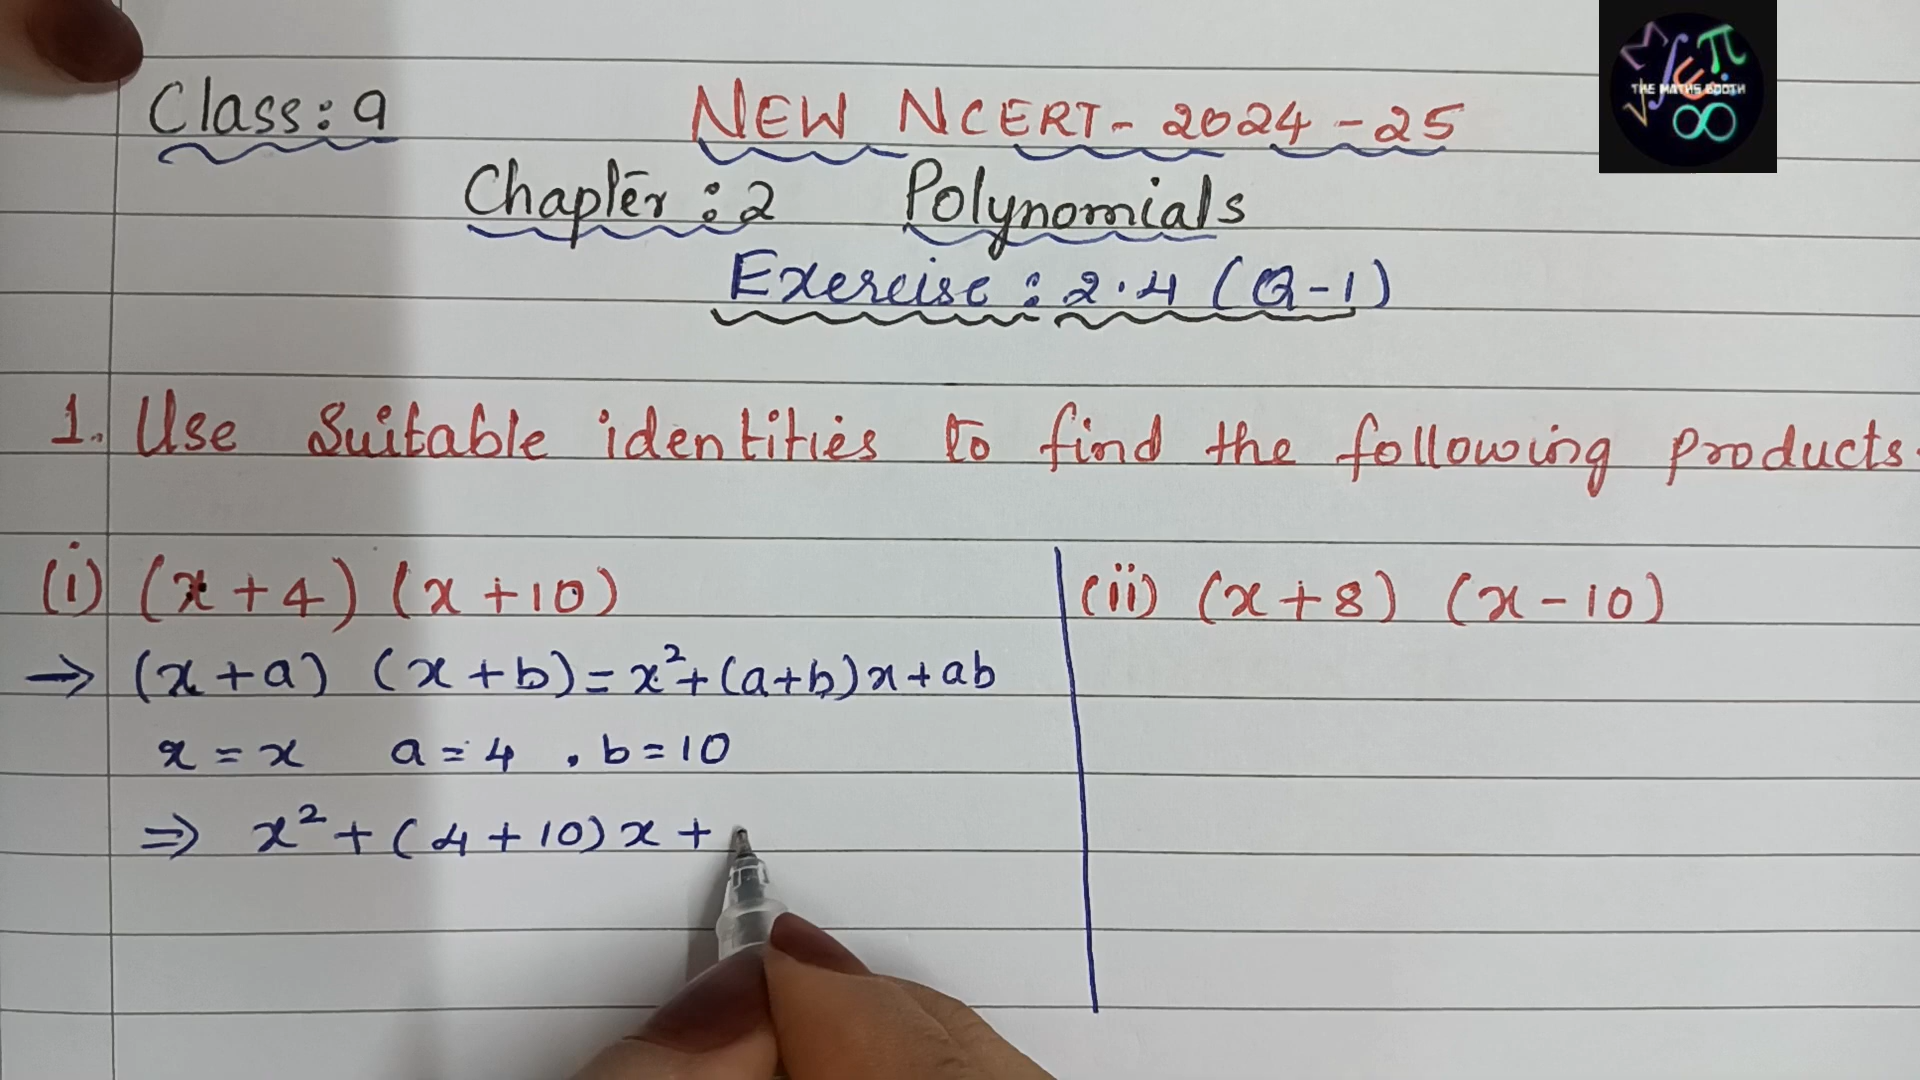 Class: 9
NEW NCERT - 2024-25
THE MATHS BOOTH
Chapter: 2 Polynomials
Exercise: 2.4 (Q-1)
1. Use Suitable identities to find the following products.
(i) (x+4) (x+10)
→ (x+a) (x+b) = x²+(a+b)x+ab
x = x a = 4 , b = 10
⇒ x² + (4+10)x +
(ii) (x+8) (x-10)